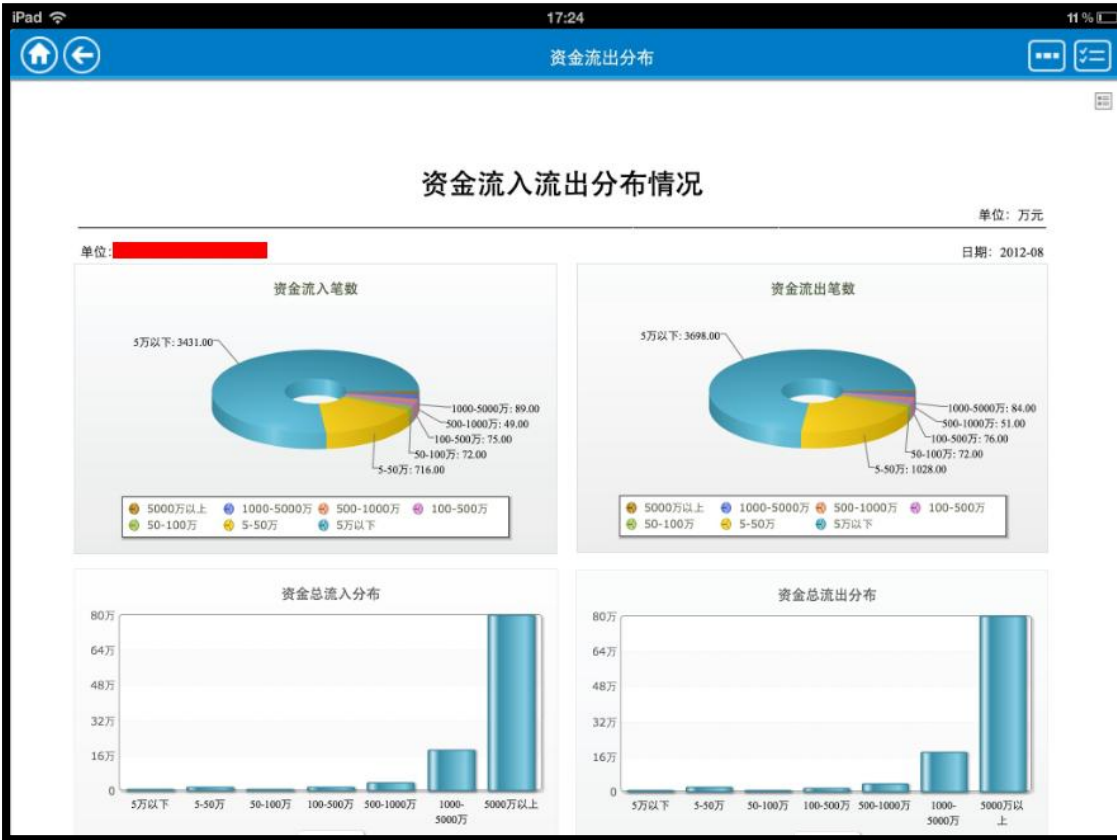 iPad 17:24 11 %
资金流出分布
资金流入流出分布情况
单位：万元
单位:
日期：2012-08
资金流入笔数
5万以下: 3431.00
1000-5000万: 89.00
500-1000万: 49.00
100-500万: 75.00
50-100万: 72.00
5-50万: 716.00
5000万以上 1000-5000万 500-1000万 100-500万
50-100万 5-50万 5万以下
资金流出笔数
5万以下: 3698.00
1000-5000万: 84.00
500-1000万: 51.00
100-500万: 76.00
50-100万: 72.00
5-50万: 1028.00
5000万以上 1000-5000万 500-1000万 100-500万
50-100万 5-50万 5万以下
资金总流入分布
80万
64万
48万
32万
16万
0
5万以下 5-50万 50-100万 100-500万 500-1000万 1000- 5000万以上
5000万
资金总流出分布
80万
64万
48万
32万
16万
0
5万以下 5-50万 50-100万 100-500万 500-1000万 1000- 5000万以
5000万 上